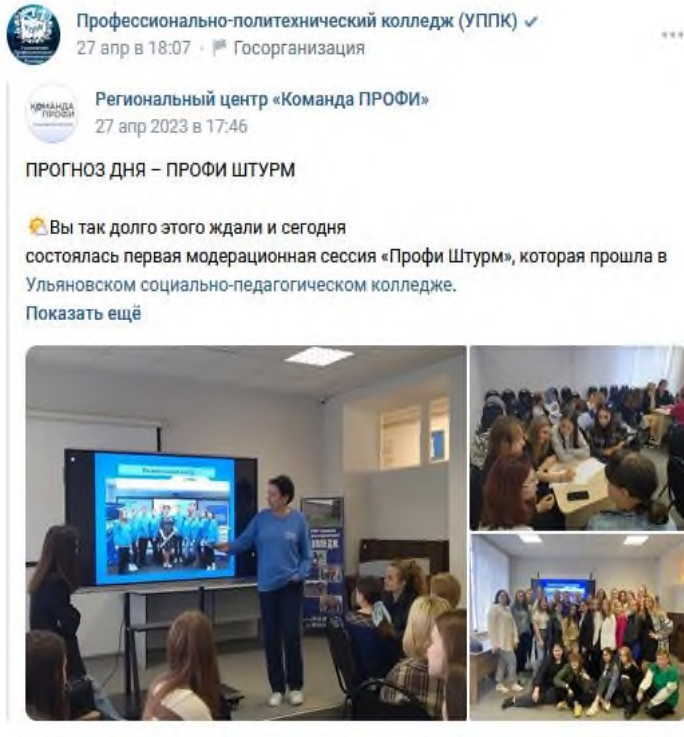 Профессионально-политехнический колледж (УППК)
27 апр в 18:07 · Госорганизация
КОМАНДА
ПРОФИ
Региональный центр «Команда ПРОФИ»
27 апр 2023 в 17:46
ПРОГНОЗ ДНЯ – ПРОФИ ШТУРМ
Вы так долго этого ждали и сегодня
состоялась первая модерационная сессия «Профи Штурм», которая прошла в
Ульяновском социально-педагогическом колледже.
Показать ещё